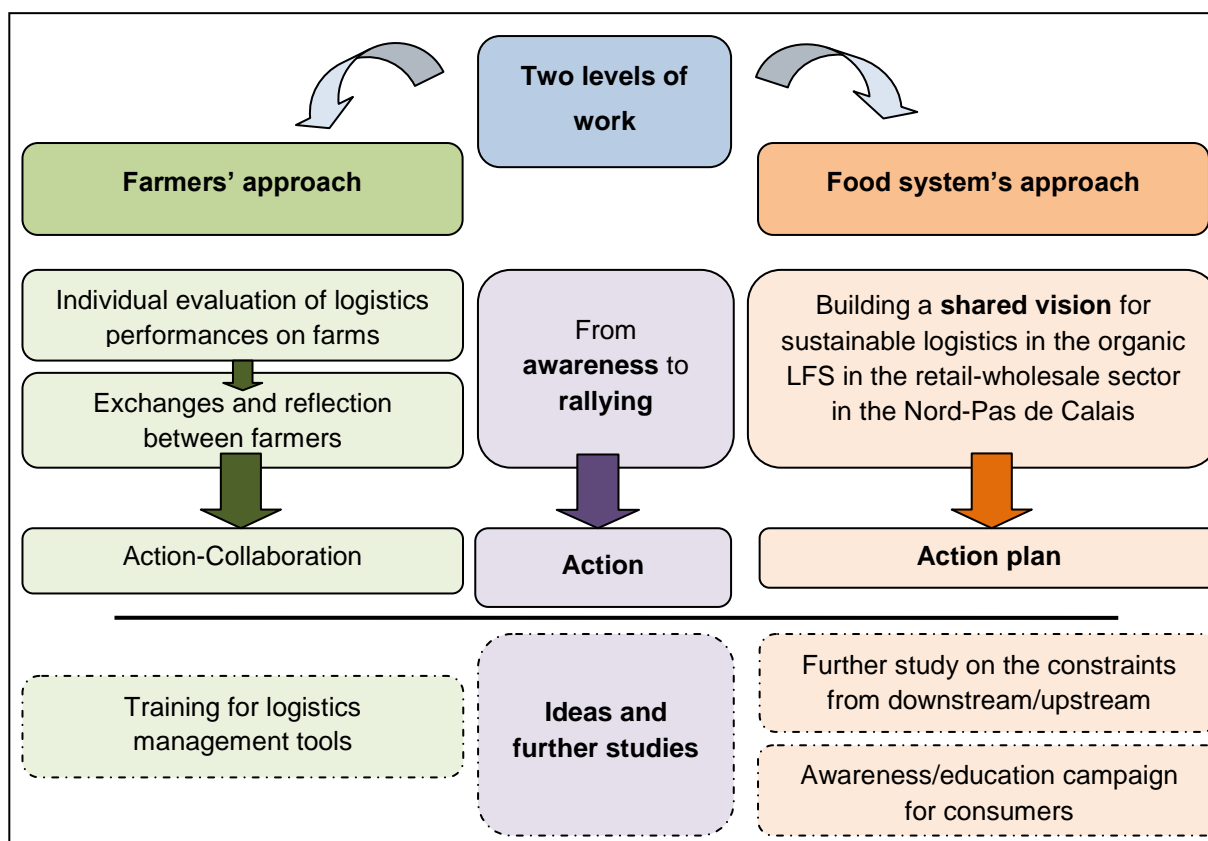 Two levels of
work
Farmers’ approach
Food system’s approach
Individual evaluation of logistics
performances on farms
Exchanges and reflection
between farmers
From
awareness to
rallying
Building a shared vision for
sustainable logistics in the organic
LFS in the retail-wholesale sector
in the Nord-Pas de Calais
Action-Collaboration
Action
Action plan
Training for logistics
management tools
Ideas and
further studies
Further study on the constraints
from downstream/upstream
Awareness/education campaign
for consumers